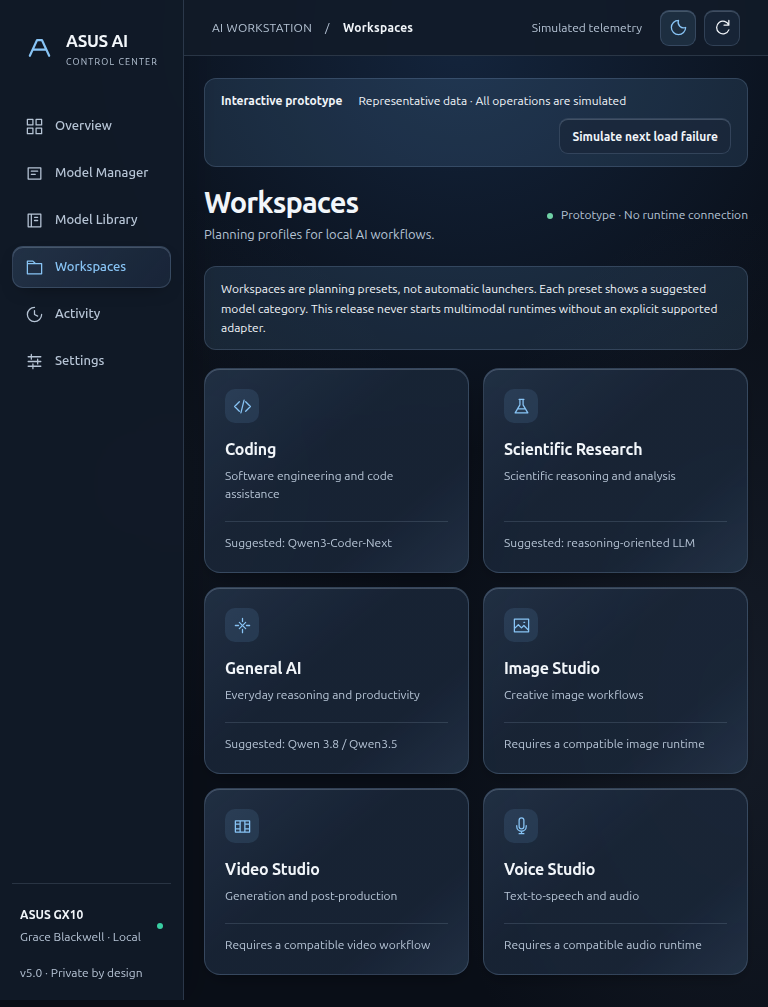 ASUS AI
CONTROL CENTER
Overview
Model Manager
Model Library
Workspaces
Activity
Settings
ASUS GX10
Grace Blackwell · Local
v5.0 · Private by design
AI WORKSTATION / Workspaces
Simulated telemetry
Interactive prototype Representative data · All operations are simulated
Simulate next load failure
Workspaces
Planning profiles for local AI workflows.
Prototype · No runtime connection
Workspaces are planning presets, not automatic launchers. Each preset shows a suggested
model category. This release never starts multimodal runtimes without an explicit supported
adapter.
Coding
Software engineering and code
assistance
Suggested: Qwen3-Coder-Next
Scientific Research
Scientific reasoning and analysis
Suggested: reasoning-oriented LLM
General AI
Everyday reasoning and productivity
Suggested: Qwen 3.8 / Qwen3.5
Image Studio
Creative image workflows
Requires a compatible image runtime
Video Studio
Generation and post-production
Requires a compatible video workflow
Voice Studio
Text-to-speech and audio
Requires a compatible audio runtime